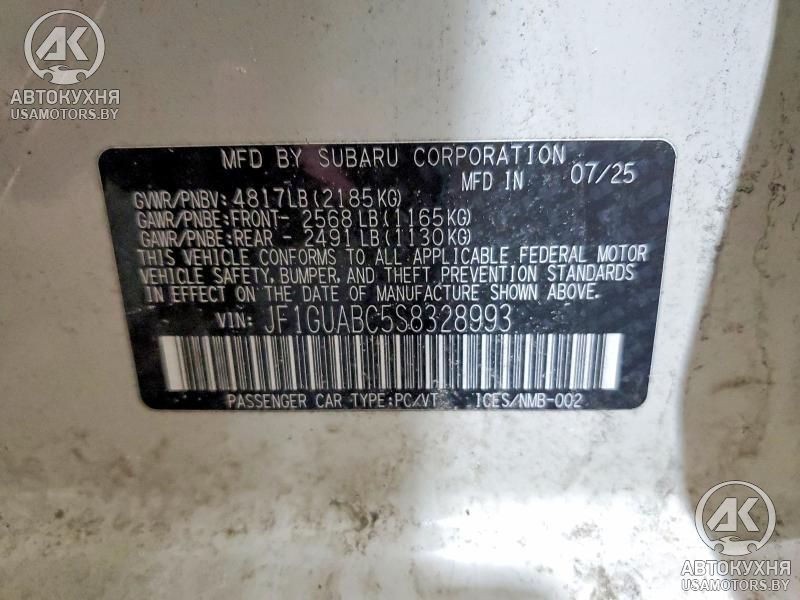 AK
АВТОКУХНЯ
USAMOTORS.BY
MFD BY SUBARU CORPORATION
MFD IN 07/25
GVWR/PNBV: 4817LB(2185KG)
GAWR/PNBE:FRONT- 2568LB(1165KG)
GAWR/PNBE:REAR - 2491LB(1130KG)
THIS VEHICLE CONFORMS TO ALL APPLICABLE FEDERAL MOTOR
VEHICLE SAFETY, BUMPER, AND THEFT PREVENTION STANDARDS
IN EFFECT ON THE DATE OF MANUFACTURE SHOWN ABOVE.
VIN: JF1GUABC5S8328993
PASSENGER CAR TYPE:PC/VT ICES/NMB-002
AK
АВТОКУХНЯ
USAMOTORS.BY